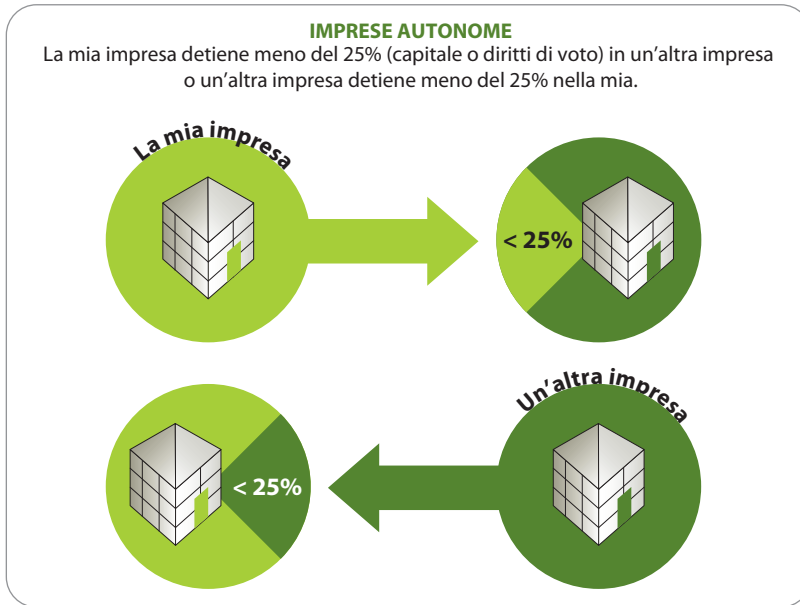 IMPRESE AUTONOME
La mia impresa detiene meno del 25% (capitale o diritti di voto) in un'altra impresa
o un'altra impresa detiene meno del 25% nella mia.
La mia impresa
< 25%
Un'altra impresa
< 25%